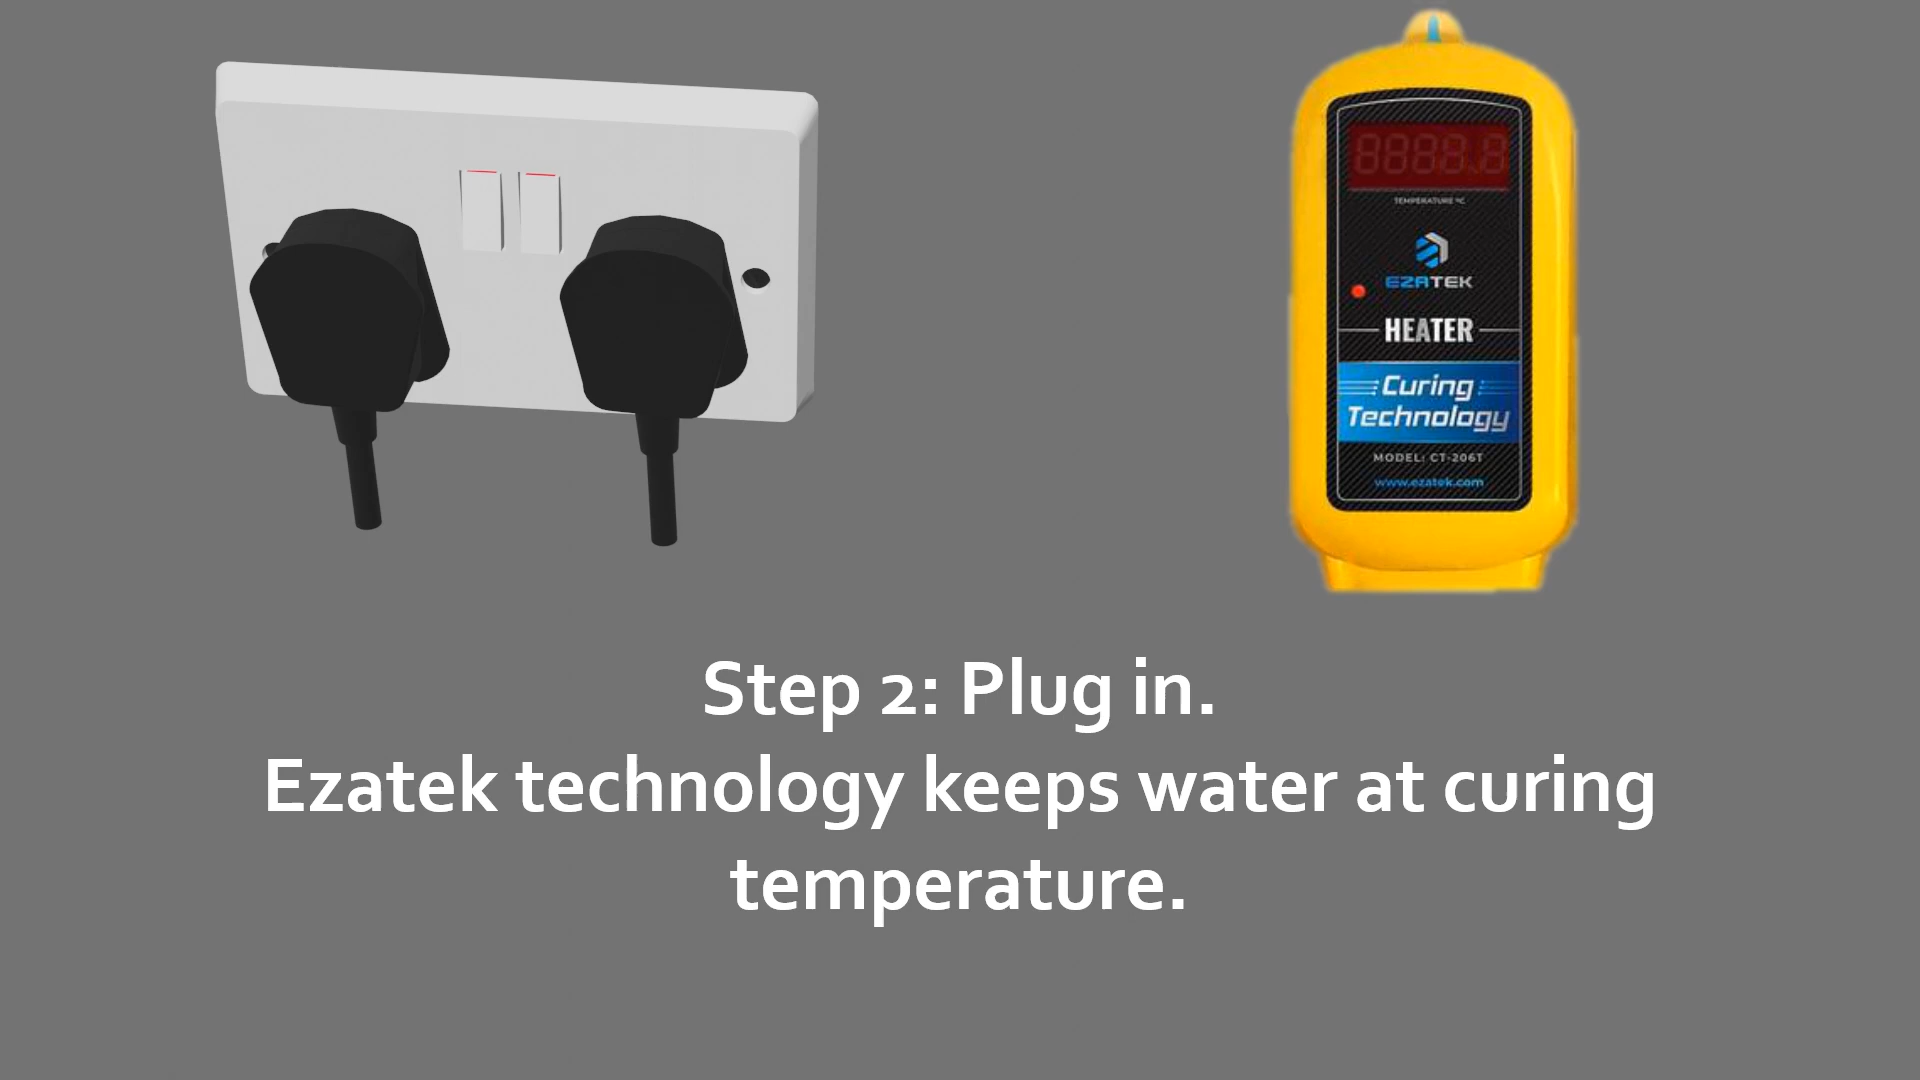 8888.8
TEMPERATURE ºC
EZATEK
HEATER
Curing
Technology
MODEL: CT-206T
www.ezatek.com
Step 2: Plug in.
Ezatek technology keeps water at curing
temperature.